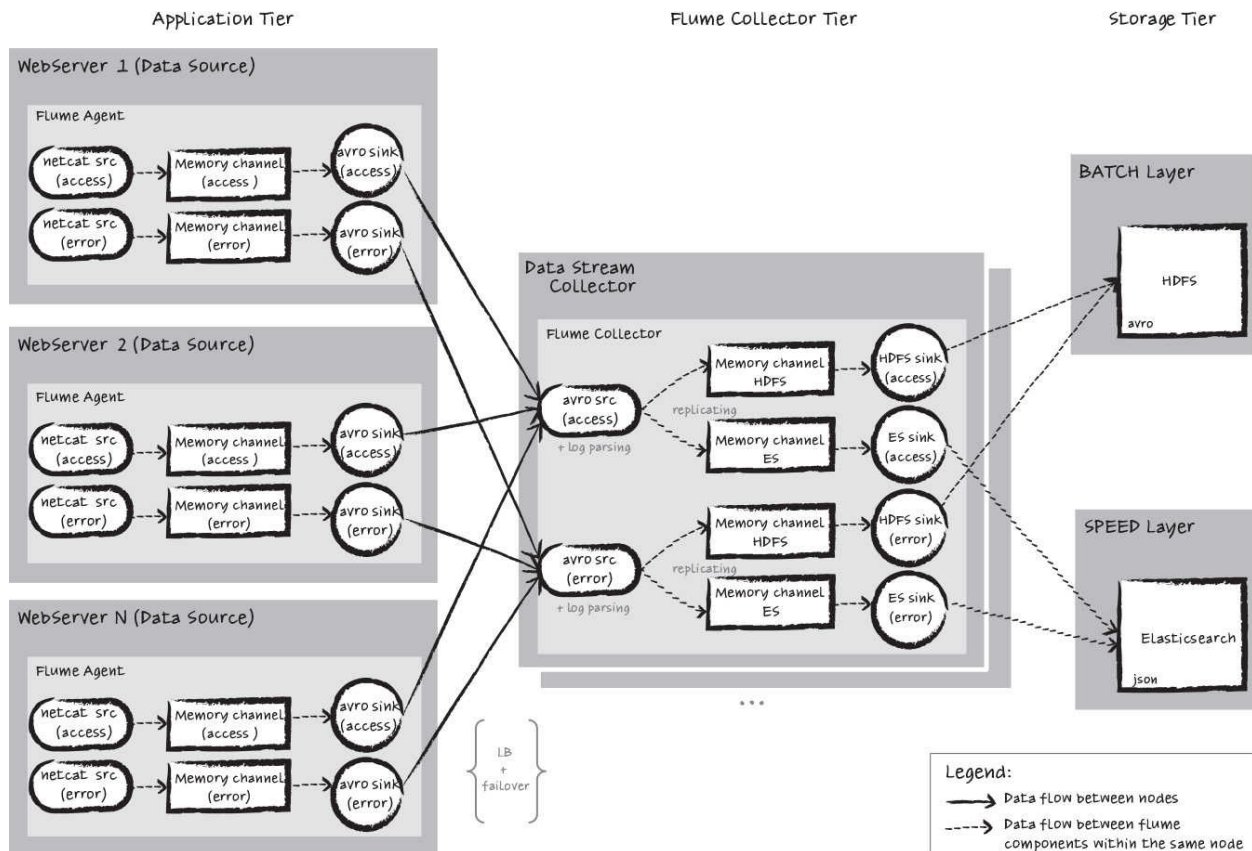 Application Tier
Flume Collector Tier
Storage Tier
WebServer 1 (Data Source)
Flume Agent
netcat src
(access)
Memory channel
(access )
avro sink
(access)
netcat src
(error)
Memory channel
(error)
avro sink
(error)
WebServer 2 (Data Source)
Flume Agent
netcat src
(access)
Memory channel
(access )
avro sink
(access)
netcat src
(error)
Memory channel
(error)
avro sink
(error)
WebServer N (Data Source)
Flume Agent
netcat src
(access)
Memory channel
(access )
avro sink
(access)
netcat src
(error)
Memory channel
(error)
avro sink
(error)
LB
+
failover
Data Stream
Collector
Flume Collector
avro src
(access)
+ log parsing
replicating
Memory channel
HDFS
HDFS sink
(access)
Memory channel
ES
ES sink
(access)
avro src
(error)
+ log parsing
replicating
Memory channel
HDFS
HDFS sink
(error)
Memory channel
ES
ES sink
(error)
...
BATCH Layer
HDFS
avro
SPEED Layer
Elasticsearch
json
Legend:
Data flow between nodes
Data flow between flume
components within the same node